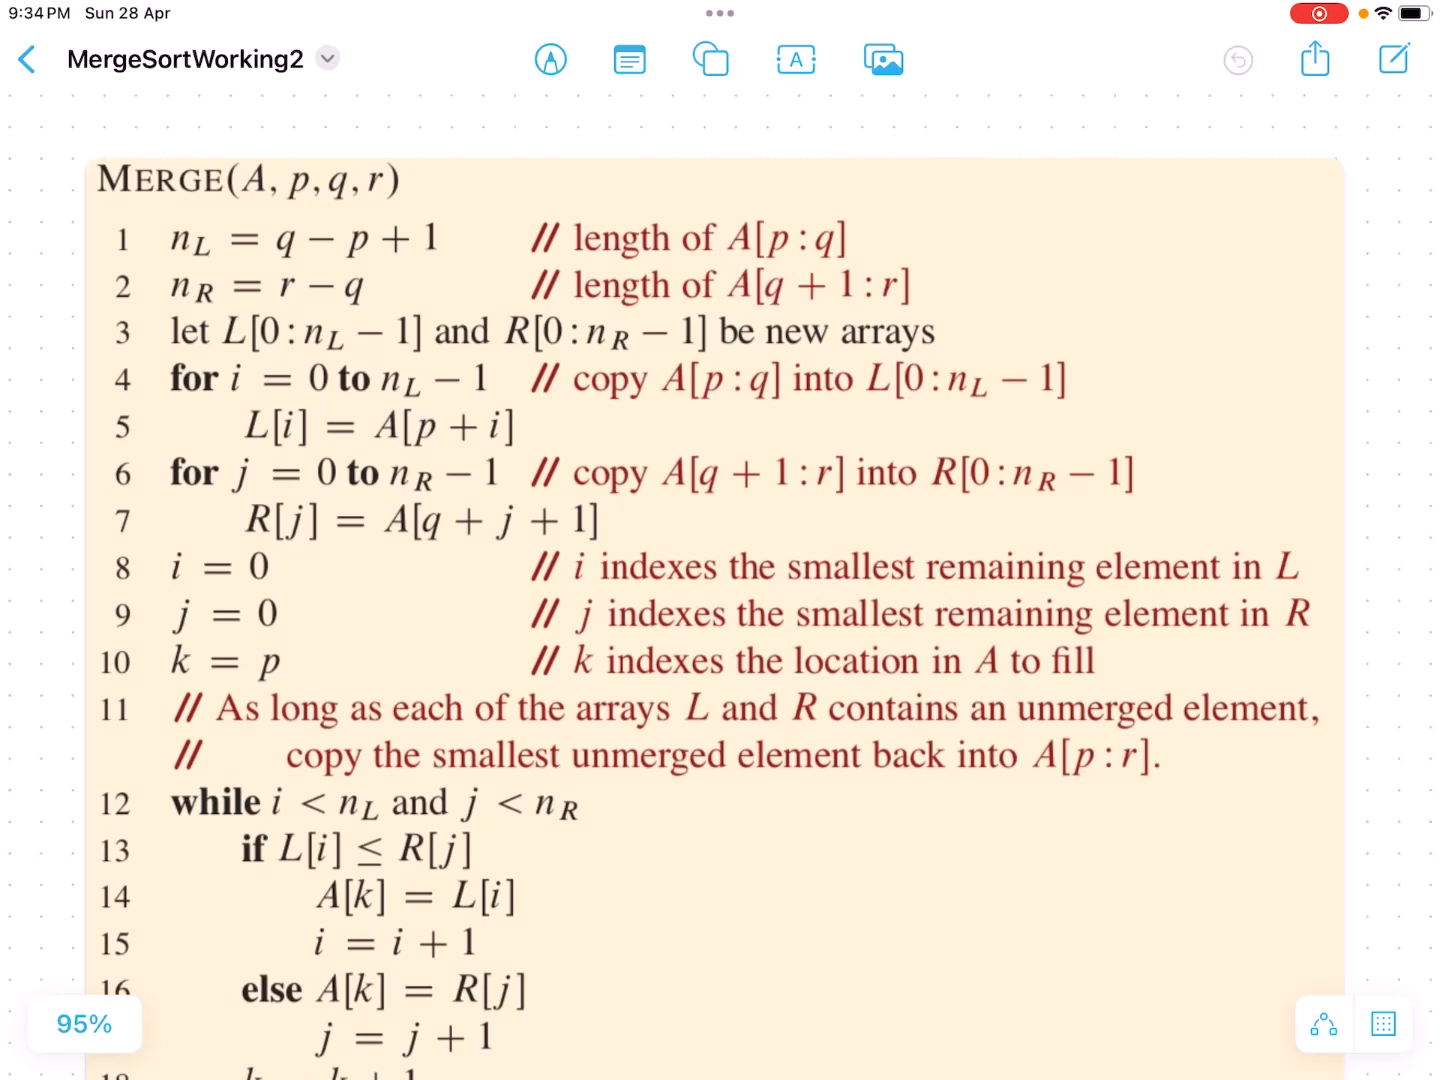 9:34 PM Sun 28 Apr
MergeSortWorking2
A
MERGE(A, p, q, r)
1 n_L = q − p + 1 // length of A[p : q]
2 n_R = r − q // length of A[q + 1 : r]
3 let L[0 : n_L − 1] and R[0 : n_R − 1] be new arrays
4 for i = 0 to n_L − 1 // copy A[p : q] into L[0 : n_L − 1]
5 L[i] = A[p + i]
6 for j = 0 to n_R − 1 // copy A[q + 1 : r] into R[0 : n_R − 1]
7 R[j] = A[q + j + 1]
8 i = 0 // i indexes the smallest remaining element in L
9 j = 0 // j indexes the smallest remaining element in R
10 k = p // k indexes the location in A to fill
11 // As long as each of the arrays L and R contains an unmerged element,
// copy the smallest unmerged element back into A[p : r].
12 while i < n_L and j < n_R
13 if L[i] ≤ R[j]
14 A[k] = L[i]
15 i = i + 1
16 else A[k] = R[j]
j = j + 1
95%